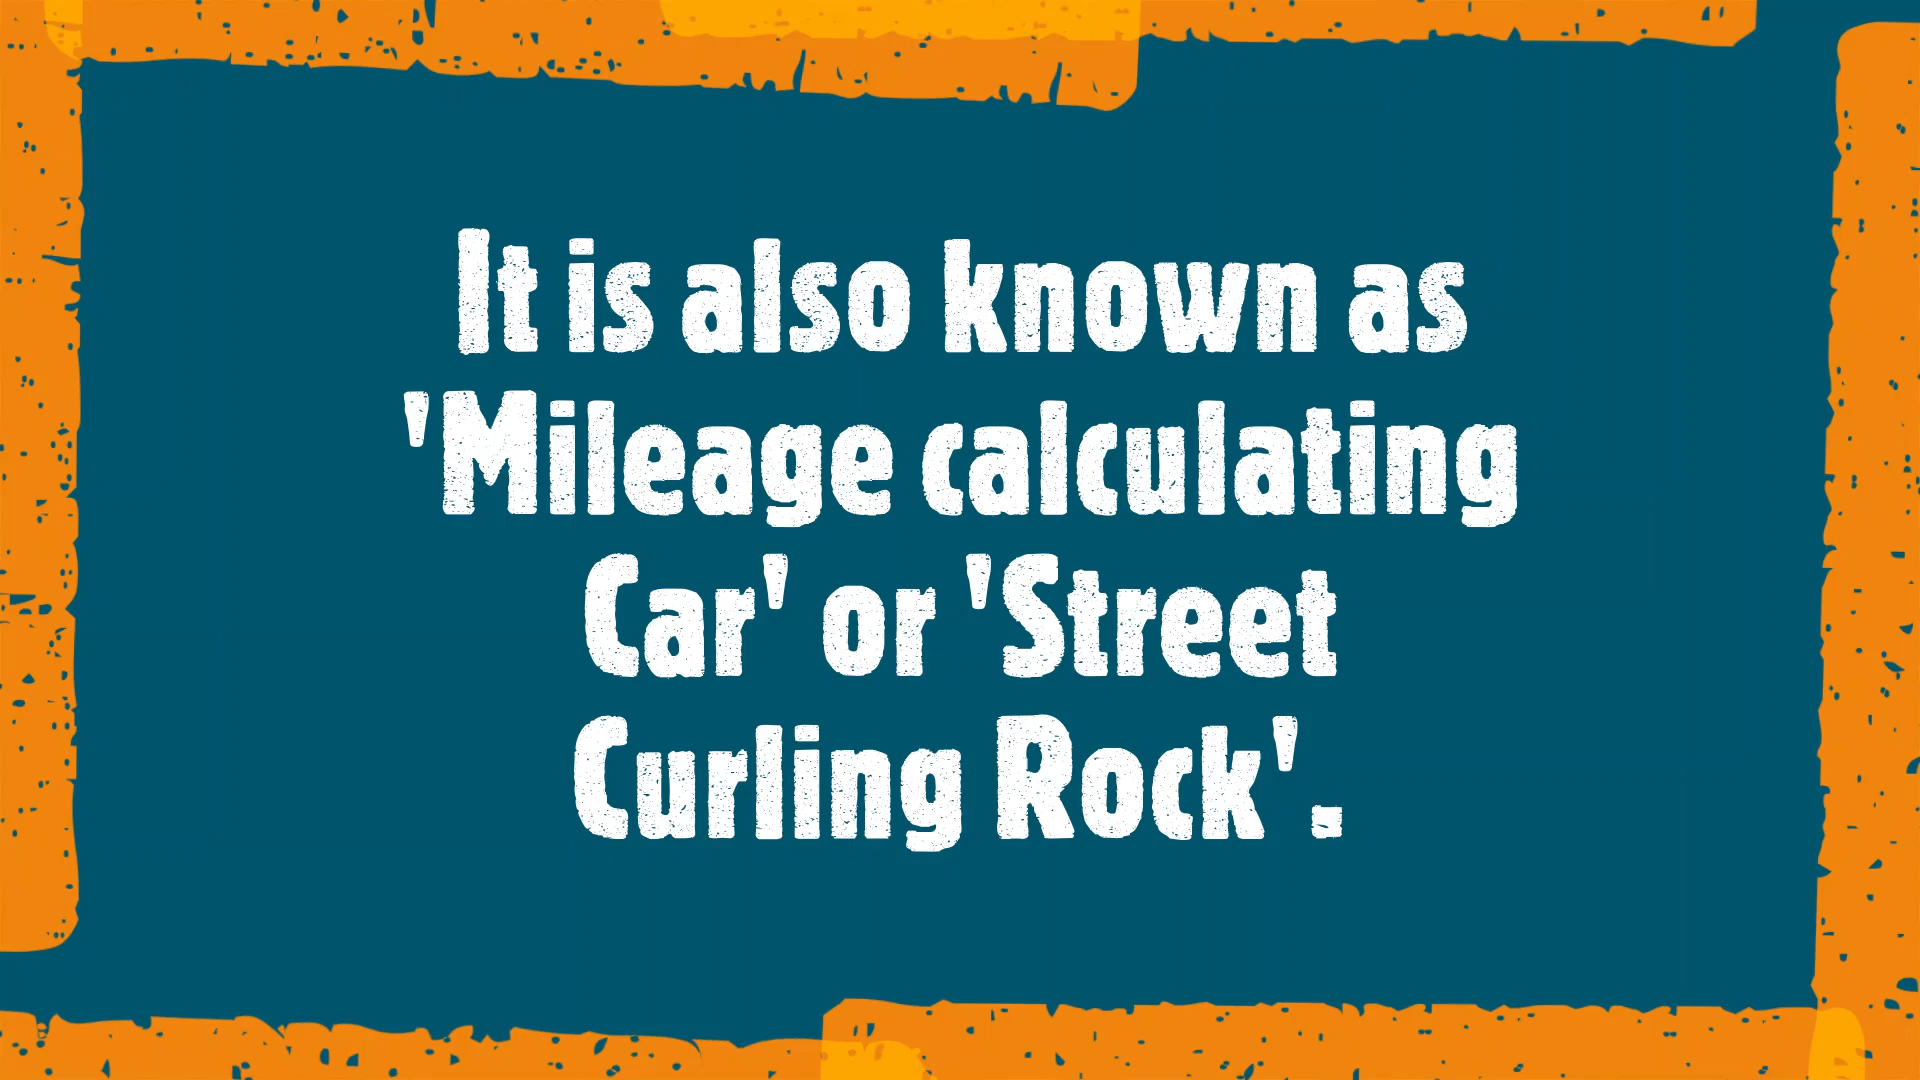 It is also known as
'Mileage calculating
Car' or 'Street
Curling Rock'.